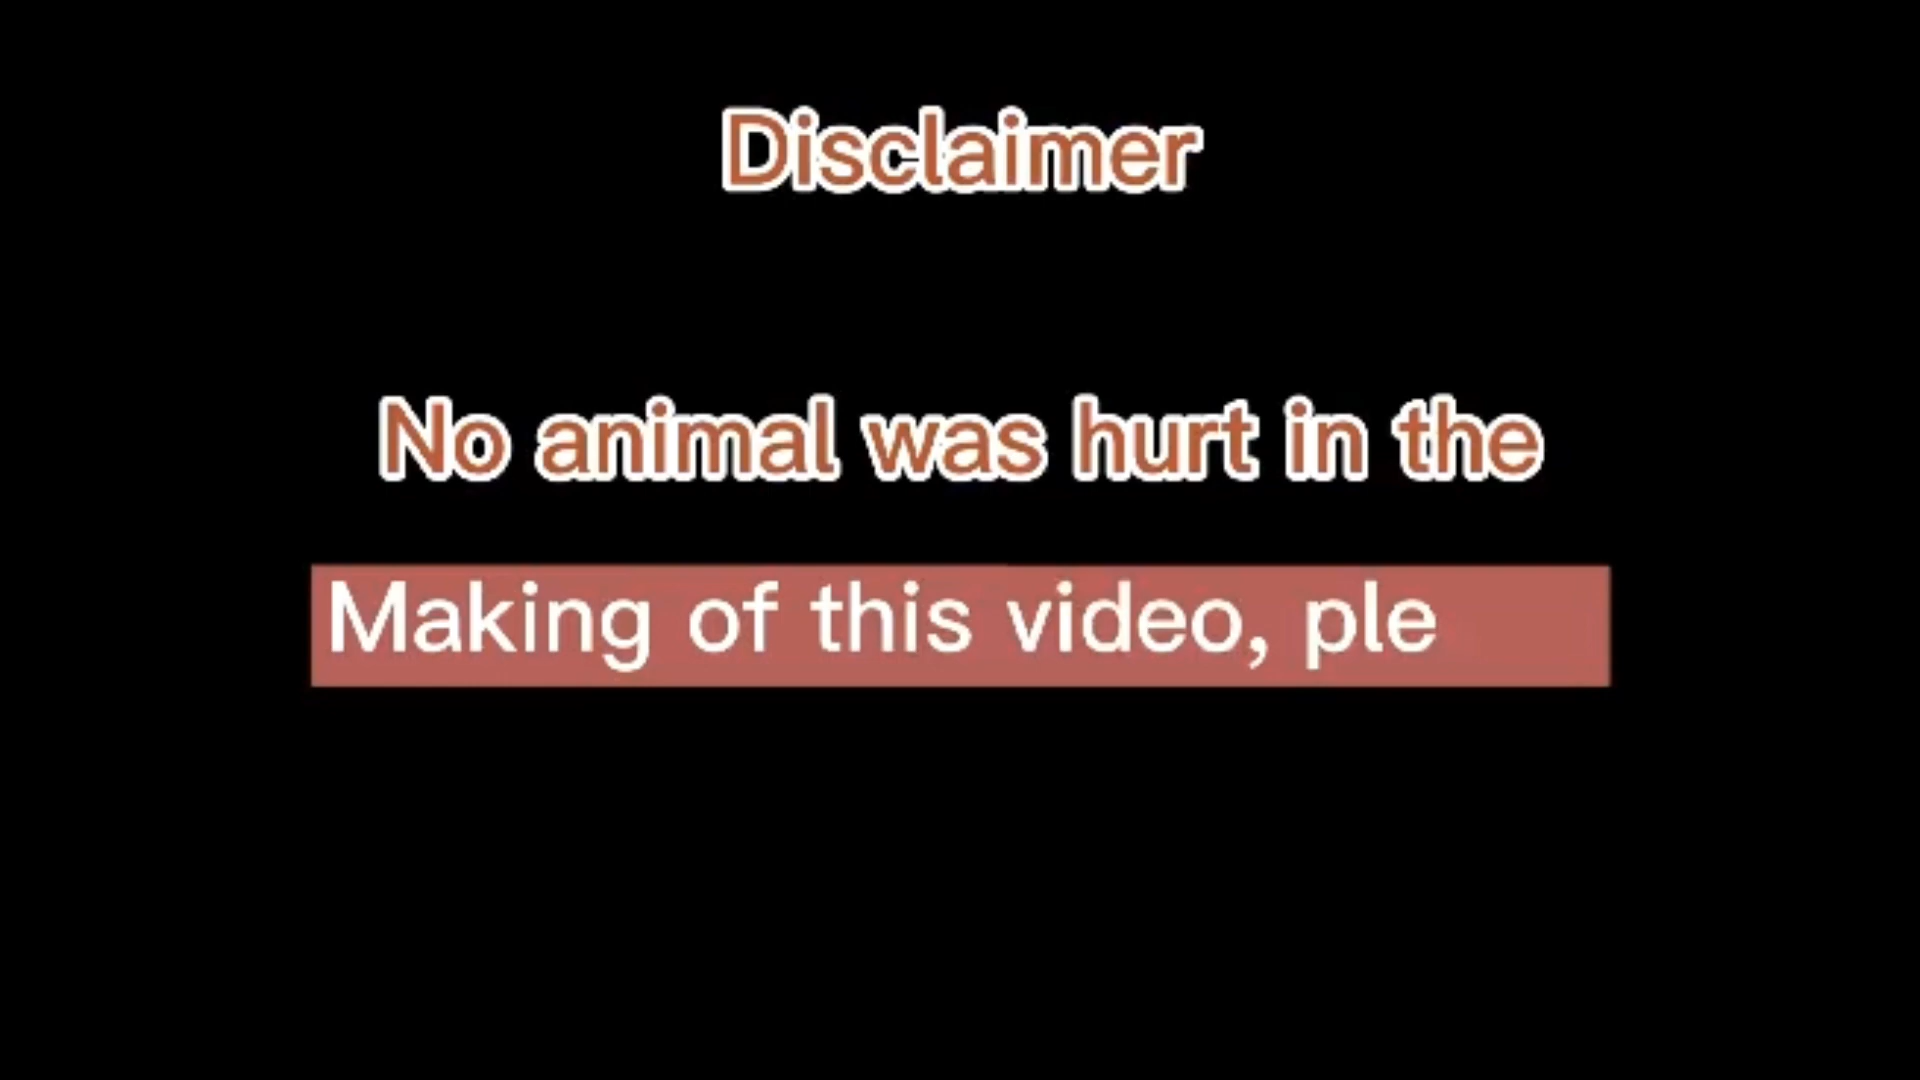 Disclaimer
No animal was hurt in the
Making of this video, ple